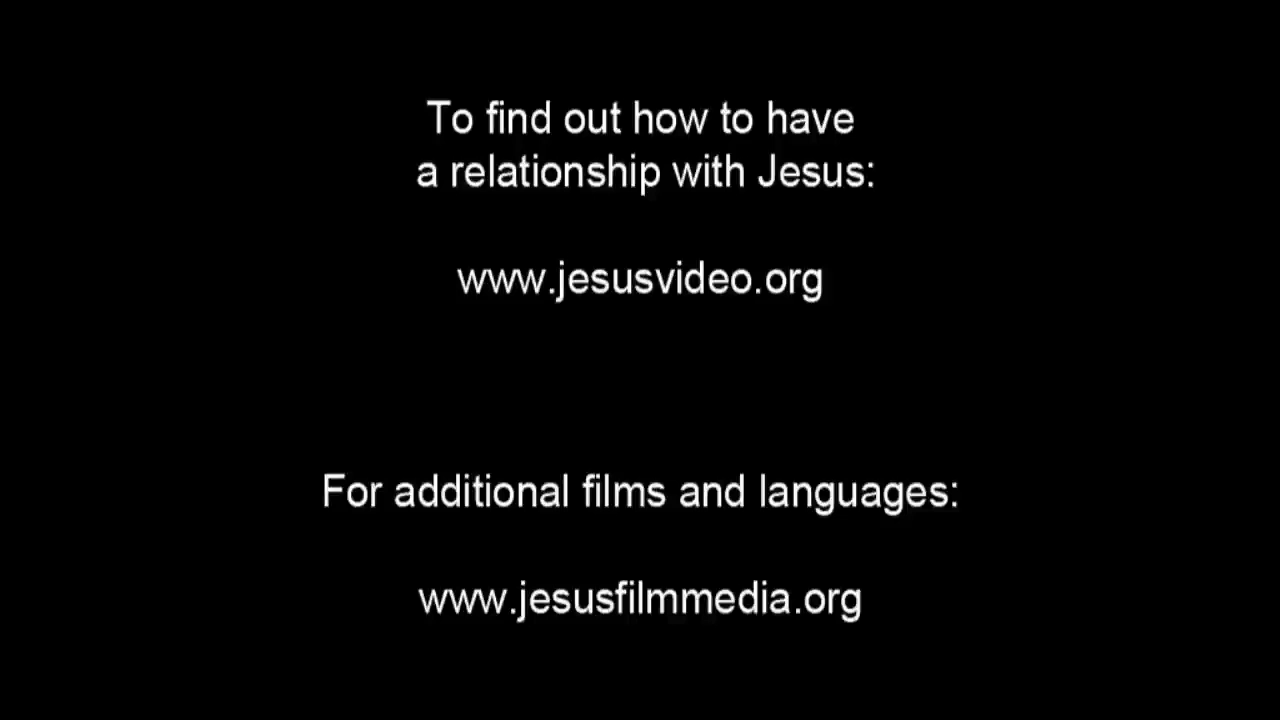 To find out how to have
a relationship with Jesus:
www.jesusvideo.org
For additional films and languages:
www.jesusfilmmedia.org